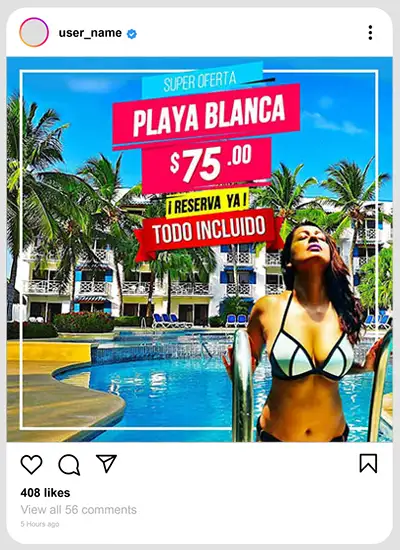 user_name
SUPER OFERTA
PLAYA BLANCA
$75.00
¡RESERVA YA!
TODO INCLUIDO
408 likes
View all 56 comments
5 Hours ago